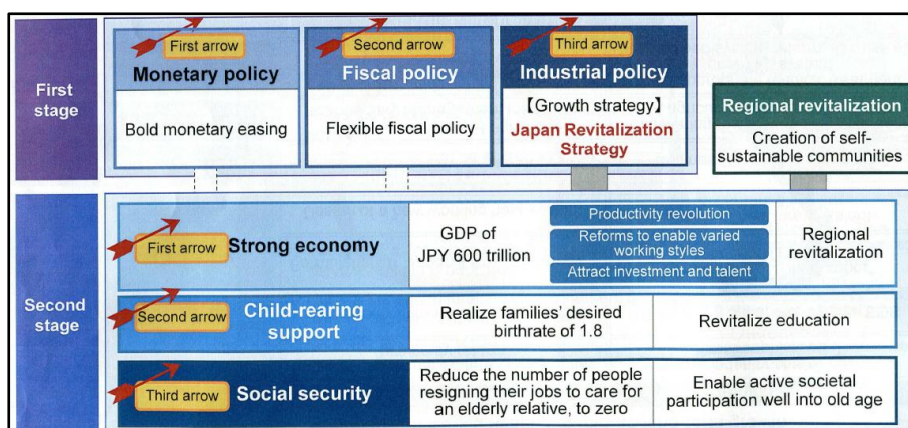 First stage
First arrow
Monetary policy
Bold monetary easing
Second arrow
Fiscal policy
Flexible fiscal policy
Third arrow
Industrial policy
【Growth strategy】
Japan Revitalization
Strategy
Regional revitalization
Creation of self-
sustainable communities
Second stage
First arrow
Strong economy
GDP of
JPY 600 trillion
Productivity revolution
Reforms to enable varied
working styles
Attract investment and talent
Regional
revitalization
Second arrow
Child-rearing
support
Realize families' desired
birthrate of 1.8
Revitalize education
Third arrow
Social security
Reduce the number of people
resigning their jobs to care for
an elderly relative, to zero
Enable active societal
participation well into old age